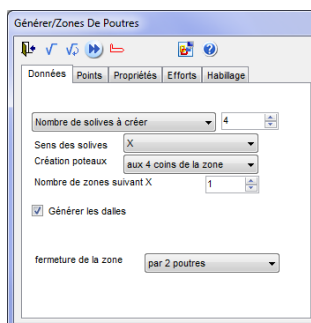 Générer/Zones De Poutres
Données Points Propriétés Efforts Habillage
Nombre de solives à créer 4
Sens des solives X
Création poteaux aux 4 coins de la zone
Nombre de zones suivant X 1
Générer les dalles
fermeture de la zone par 2 poutres